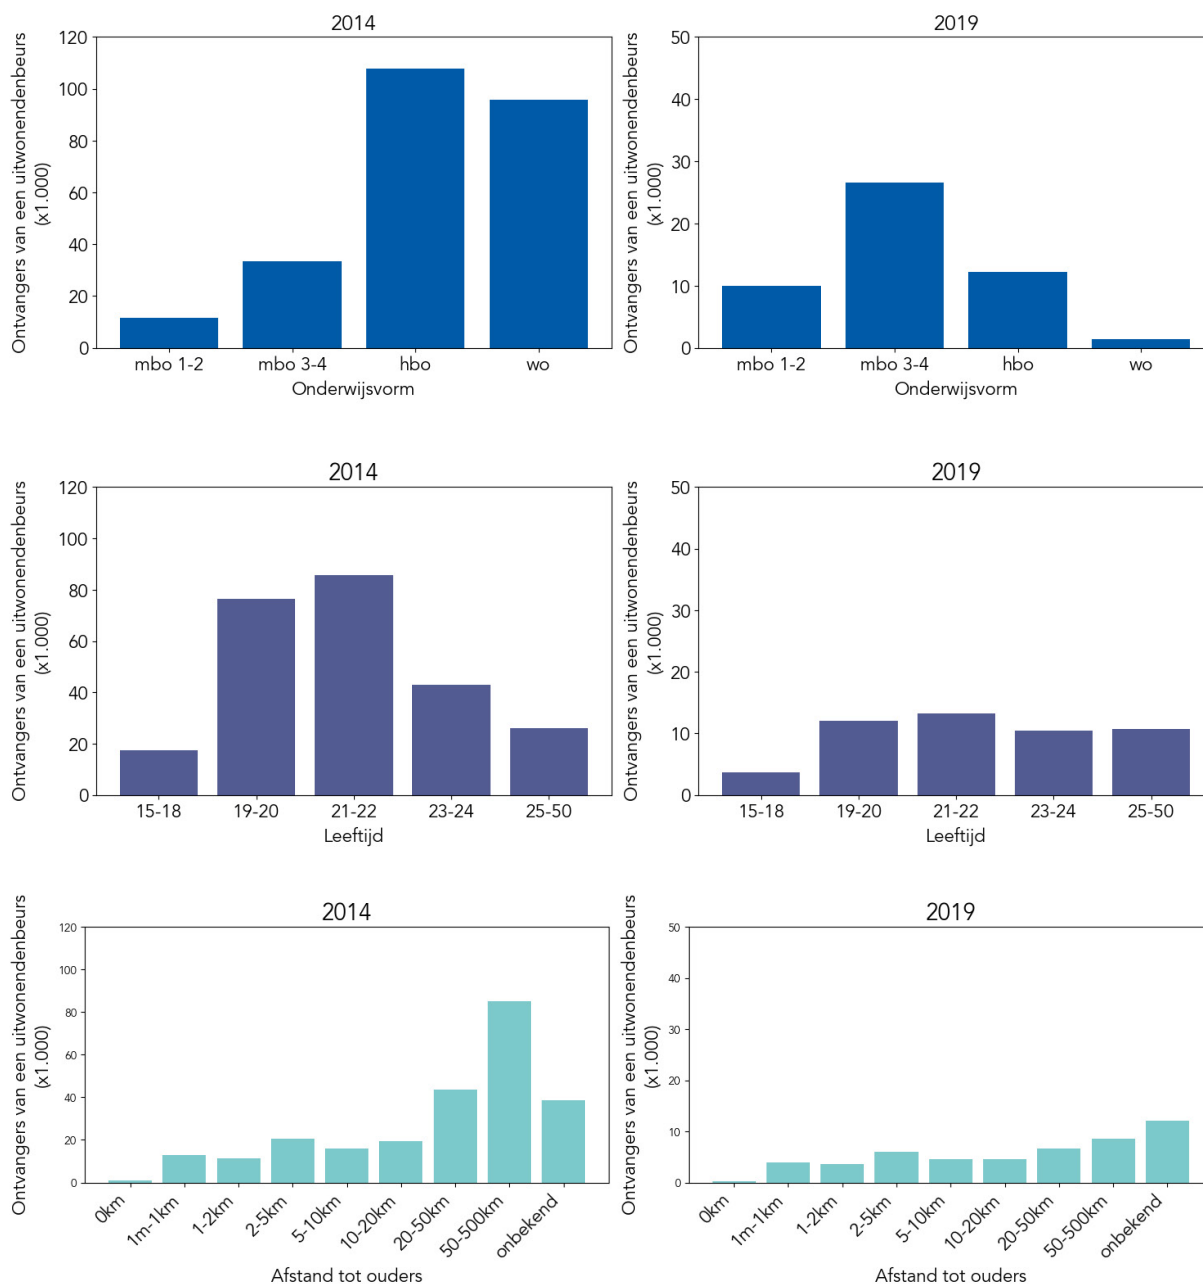 2014
Ontvangers van een uitwonendenbeurs
(x1.000)
120
100
80
60
40
20
0
mbo 1-2 mbo 3-4 hbo wo
Onderwijsvorm
2019
Ontvangers van een uitwonendenbeurs
(x1.000)
50
40
30
20
10
0
mbo 1-2 mbo 3-4 hbo wo
Onderwijsvorm
2014
Ontvangers van een uitwonendenbeurs
(x1.000)
120
100
80
60
40
20
0
15-18 19-20 21-22 23-24 25-50
Leeftijd
2019
Ontvangers van een uitwonendenbeurs
(x1.000)
50
40
30
20
10
0
15-18 19-20 21-22 23-24 25-50
Leeftijd
2014
Ontvangers van een uitwonendenbeurs
(x1.000)
120
100
80
60
40
20
0
0km 1m-1km 1-2km 2-5km 5-10km 10-20km 20-50km 50-500km onbekend
Afstand tot ouders
2019
Ontvangers van een uitwonendenbeurs
(x1.000)
50
40
30
20
10
0
0km 1m-1km 1-2km 2-5km 5-10km 10-20km 20-50km 50-500km onbekend
Afstand tot ouders